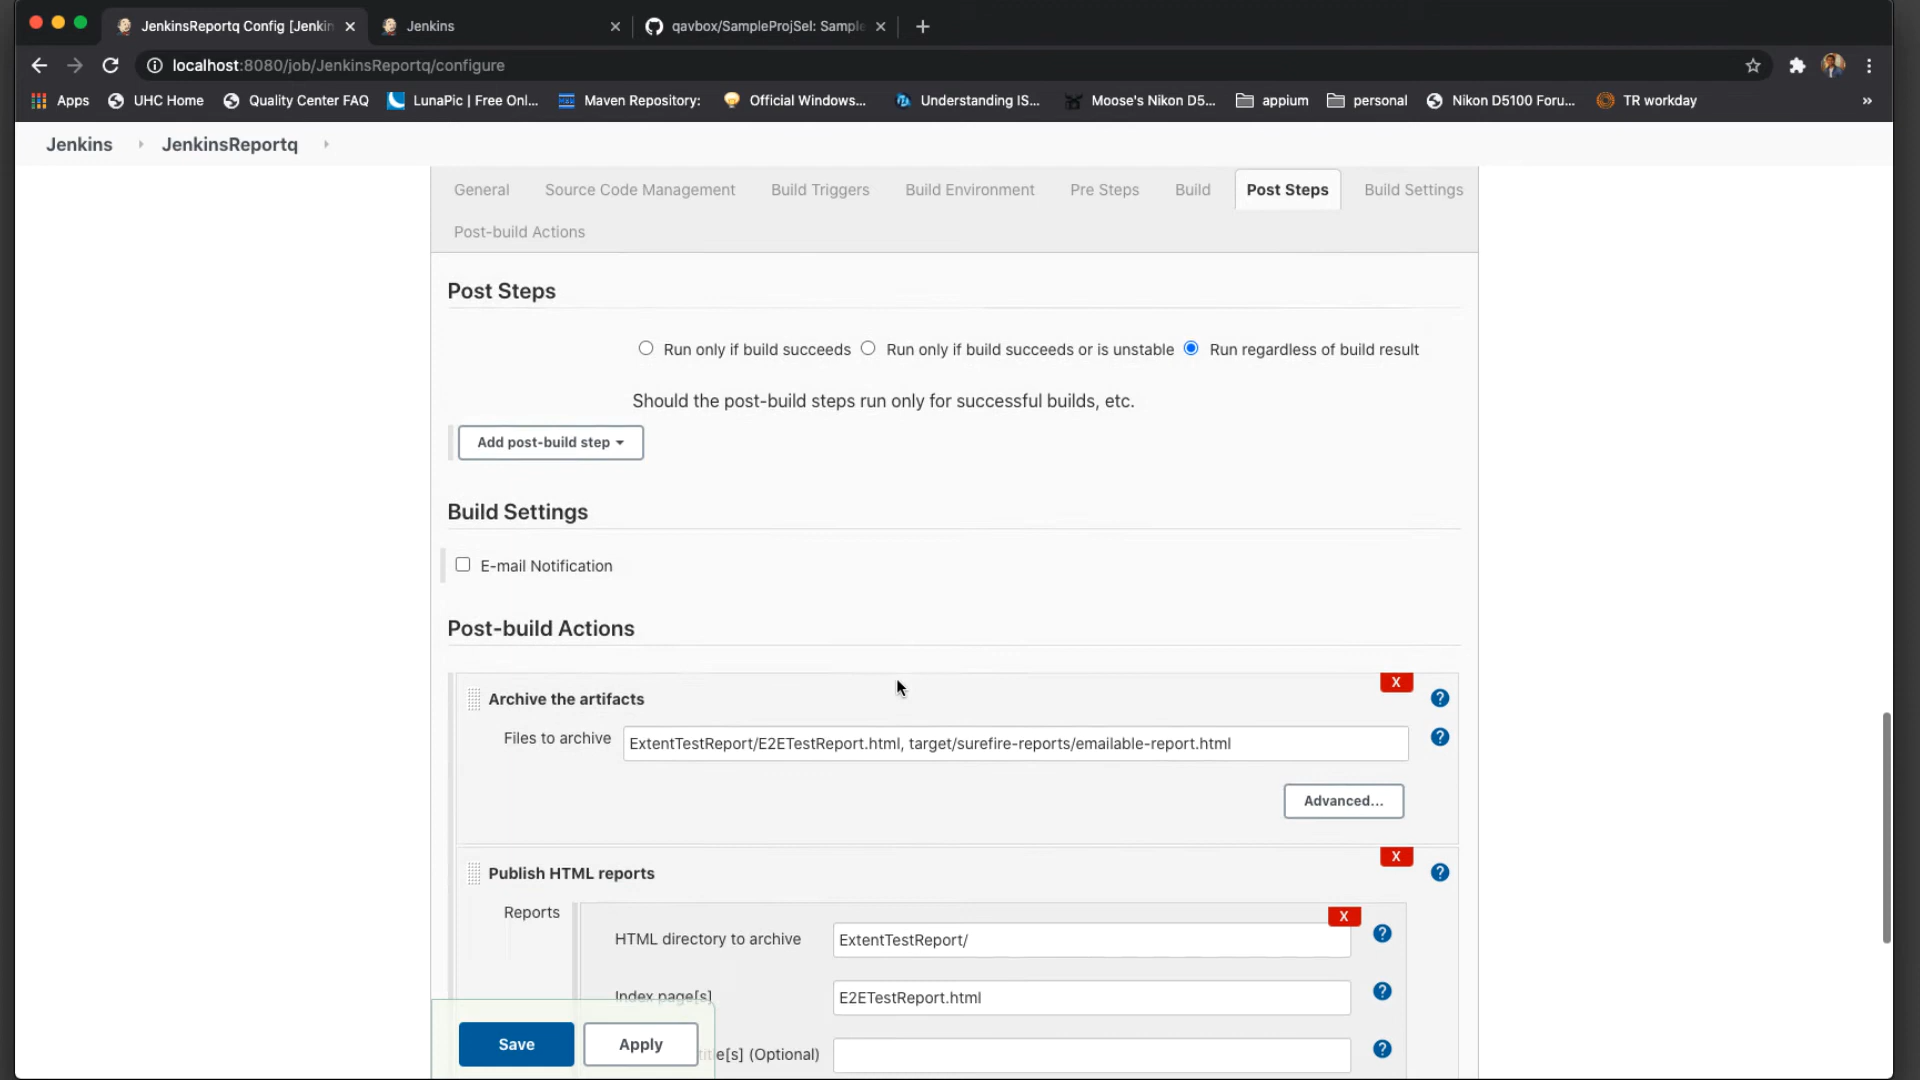 JenkinsReportq Config [Jenkin
Jenkins
qavbox/SampleProjSel: Sample
localhost:8080/job/JenkinsReportq/configure
Apps
UHC Home
Quality Center FAQ
LunaPic | Free Onl...
Maven Repository:
Official Windows...
Understanding IS...
Moose's Nikon D5...
appium
personal
Nikon D5100 Foru...
TR workday
»
Jenkins
JenkinsReportq
General
Source Code Management
Build Triggers
Build Environment
Pre Steps
Build
Post Steps
Build Settings
Post-build Actions
Post Steps
Run only if build succeeds
Run only if build succeeds or is unstable
Run regardless of build result
Should the post-build steps run only for successful builds, etc.
Add post-build step
Build Settings
E-mail Notification
Post-build Actions
X
Archive the artifacts
?
Files to archive
ExtentTestReport/E2ETestReport.html, target/surefire-reports/emailable-report.html
?
Advanced...
X
Publish HTML reports
?
Reports
X
HTML directory to archive
ExtentTestReport/
?
Index page[s]
E2ETestReport.html
?
Save
Apply
title[s] (Optional)
?